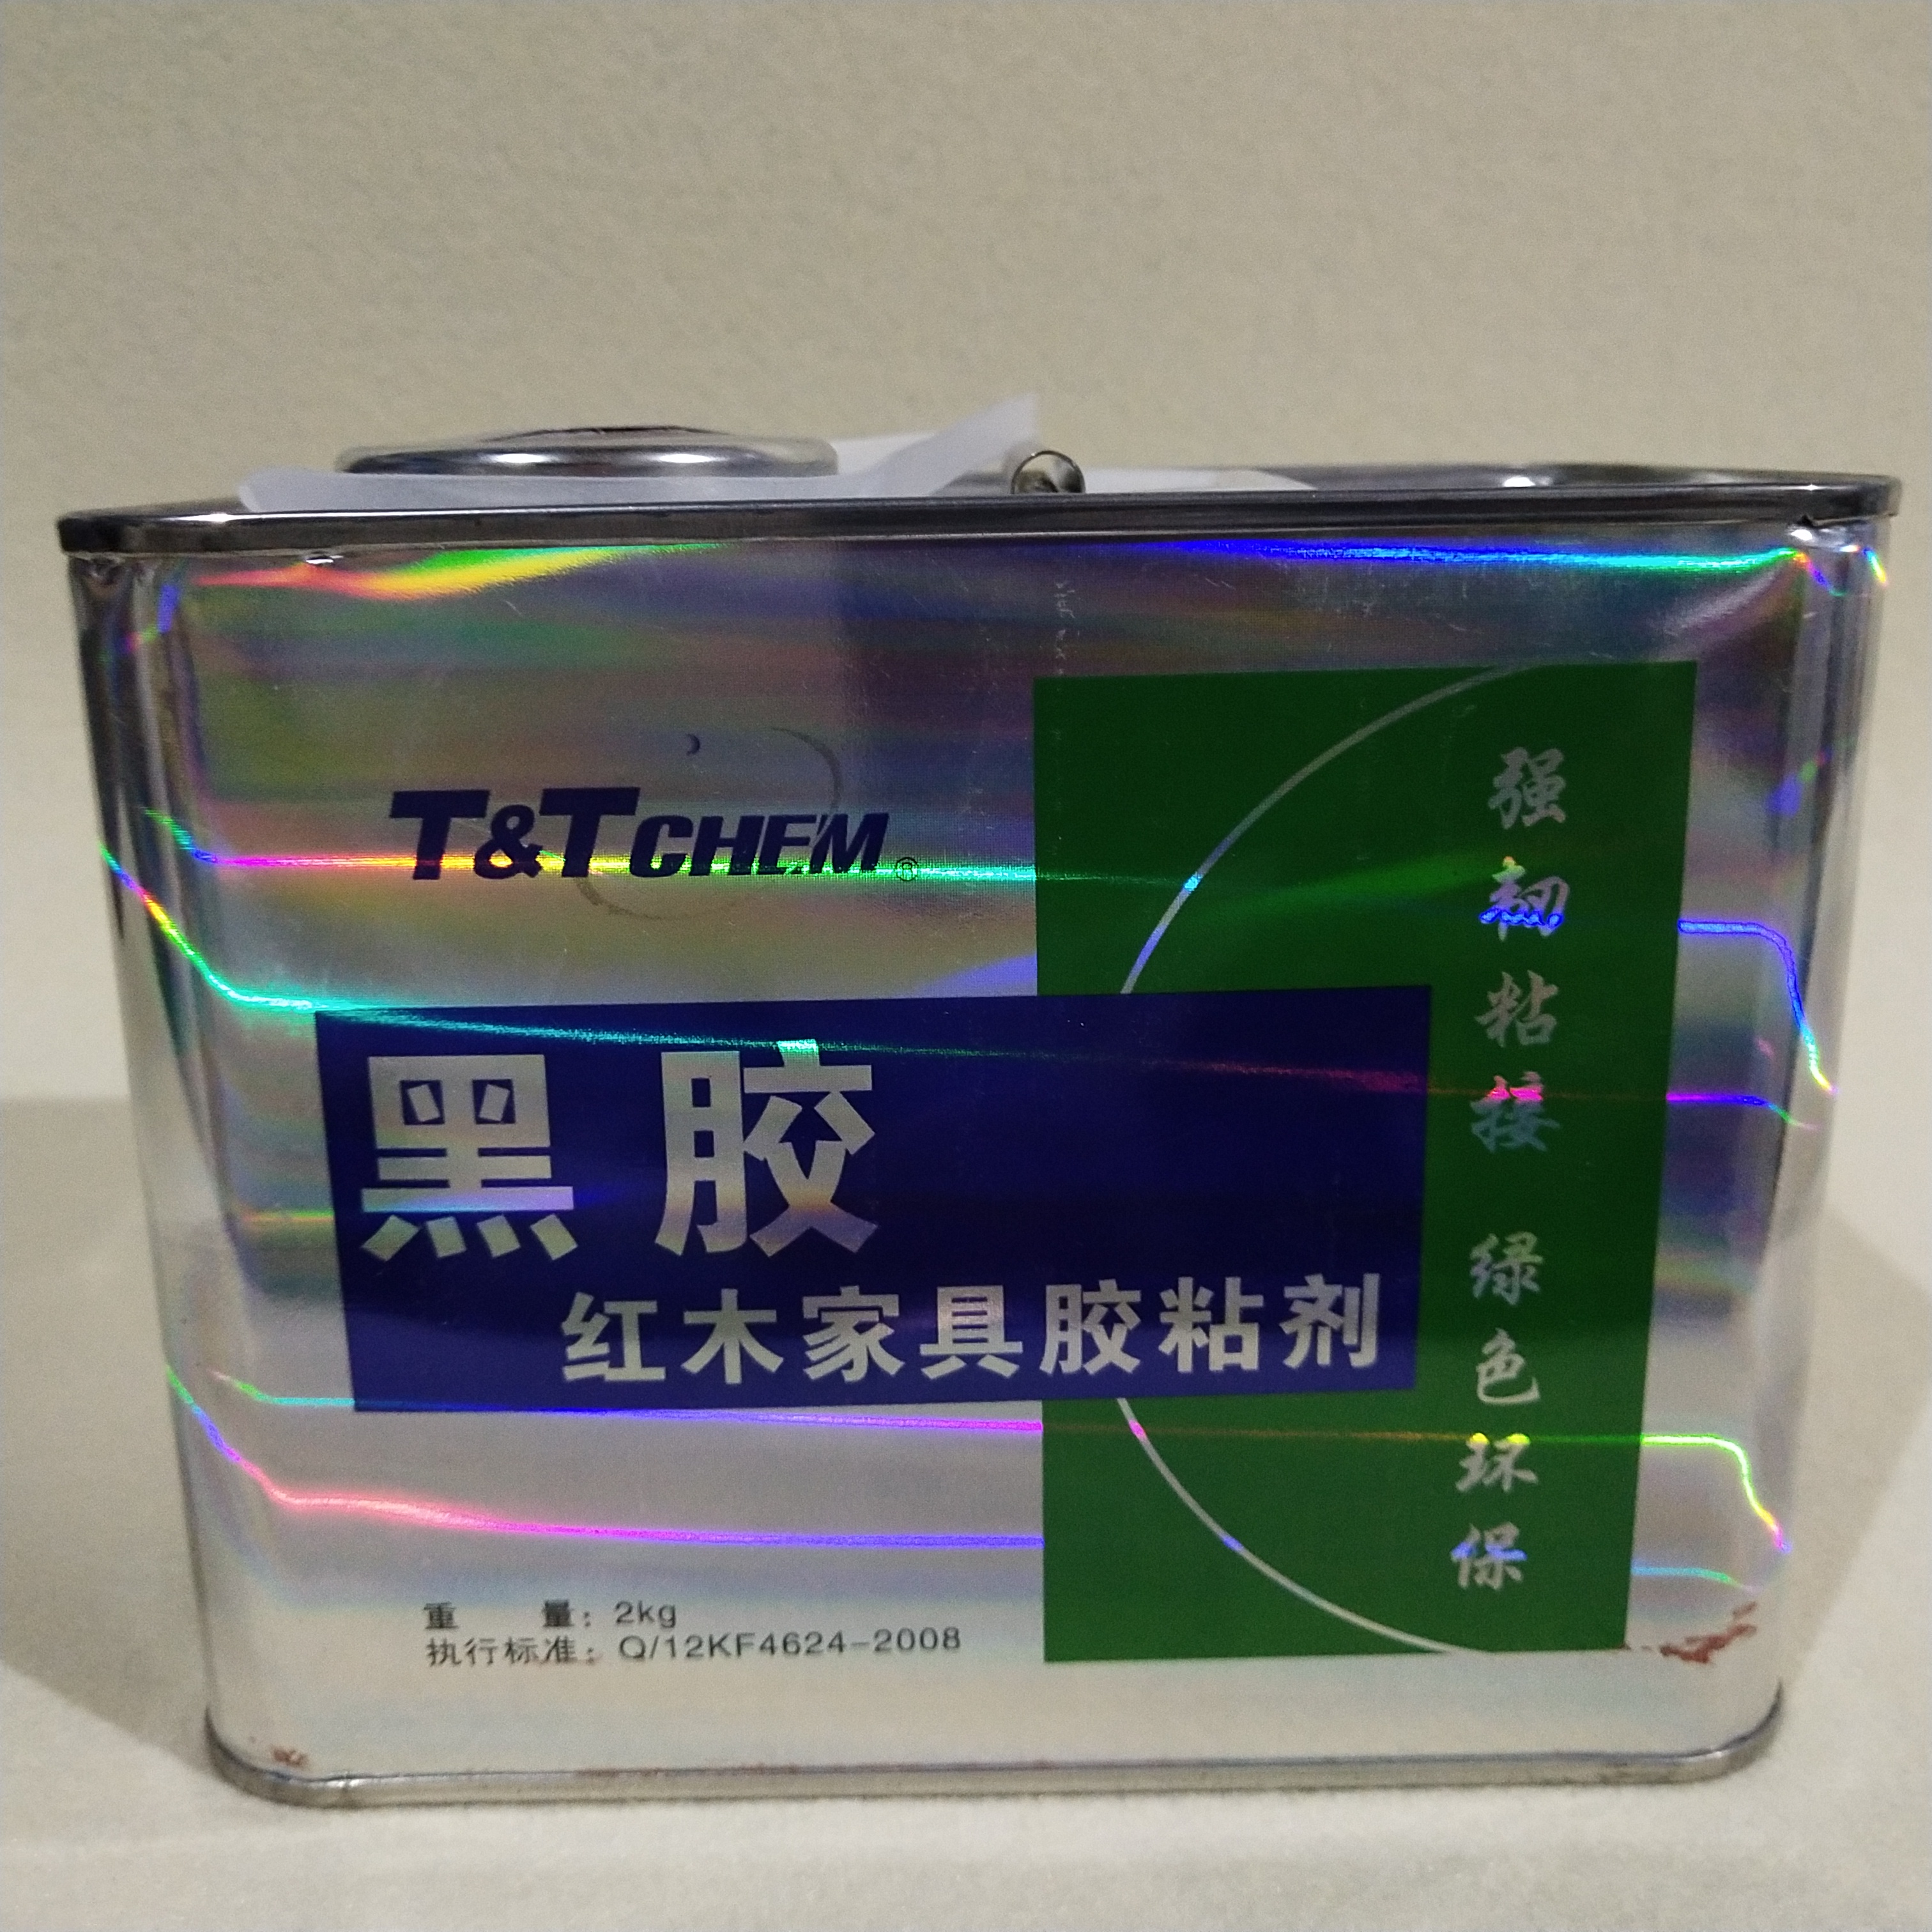 T&TCHEM®
黑胶
红木家具胶粘剂
强韧粘接 绿色环保
重 量：2kg
执行标准：Q/12KF4624-2008